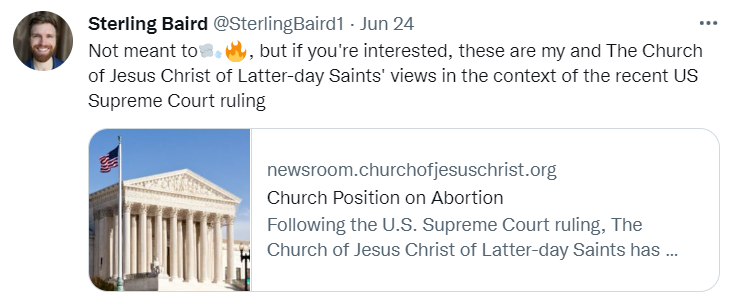 Sterling Baird @SterlingBaird1 · Jun 24
Not meant to🌬️🔥, but if you're interested, these are my and The Church
of Jesus Christ of Latter-day Saints' views in the context of the recent US
Supreme Court ruling
newsroom.churchofjesuschrist.org
Church Position on Abortion
Following the U.S. Supreme Court ruling, The
Church of Jesus Christ of Latter-day Saints has ...